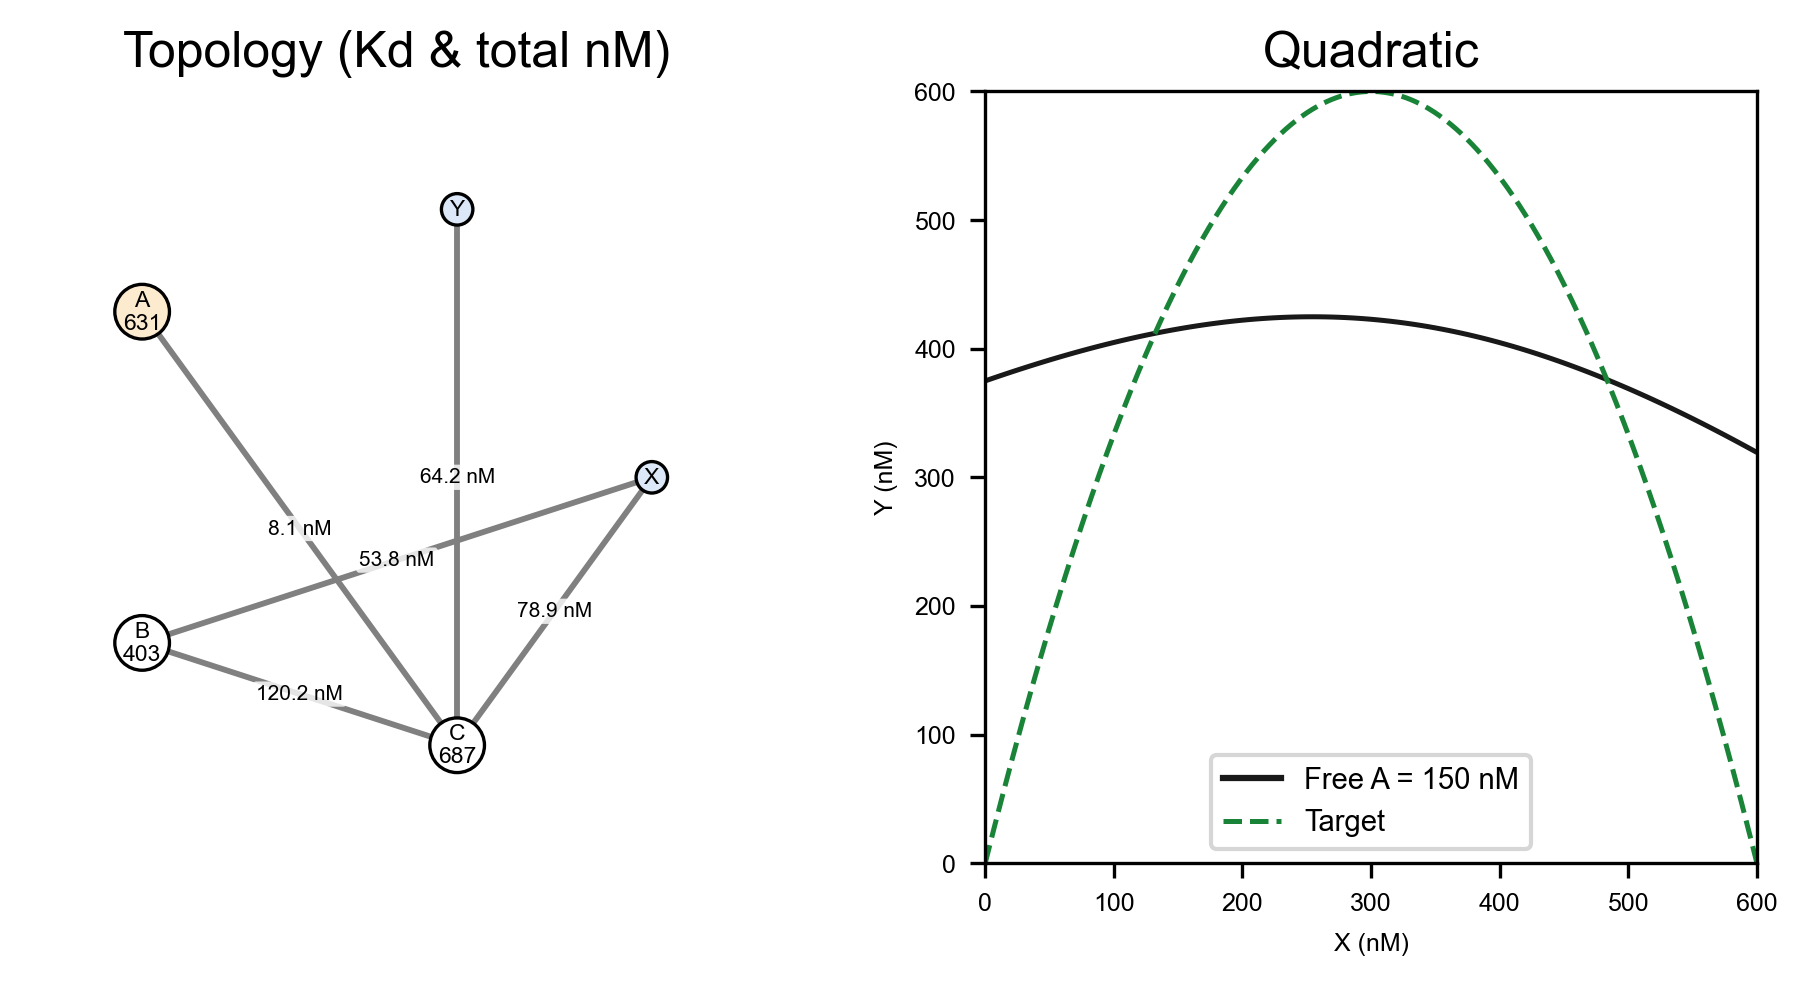 Topology (Kd & total nM)
Y
A
631
64.2 nM
X
8.1 nM
53.8 nM
78.9 nM
B
403
120.2 nM
C
687
Quadratic
600
500
400
300
200
100
0
Y (nM)
Free A = 150 nM
Target
0 100 200 300 400 500 600
X (nM)